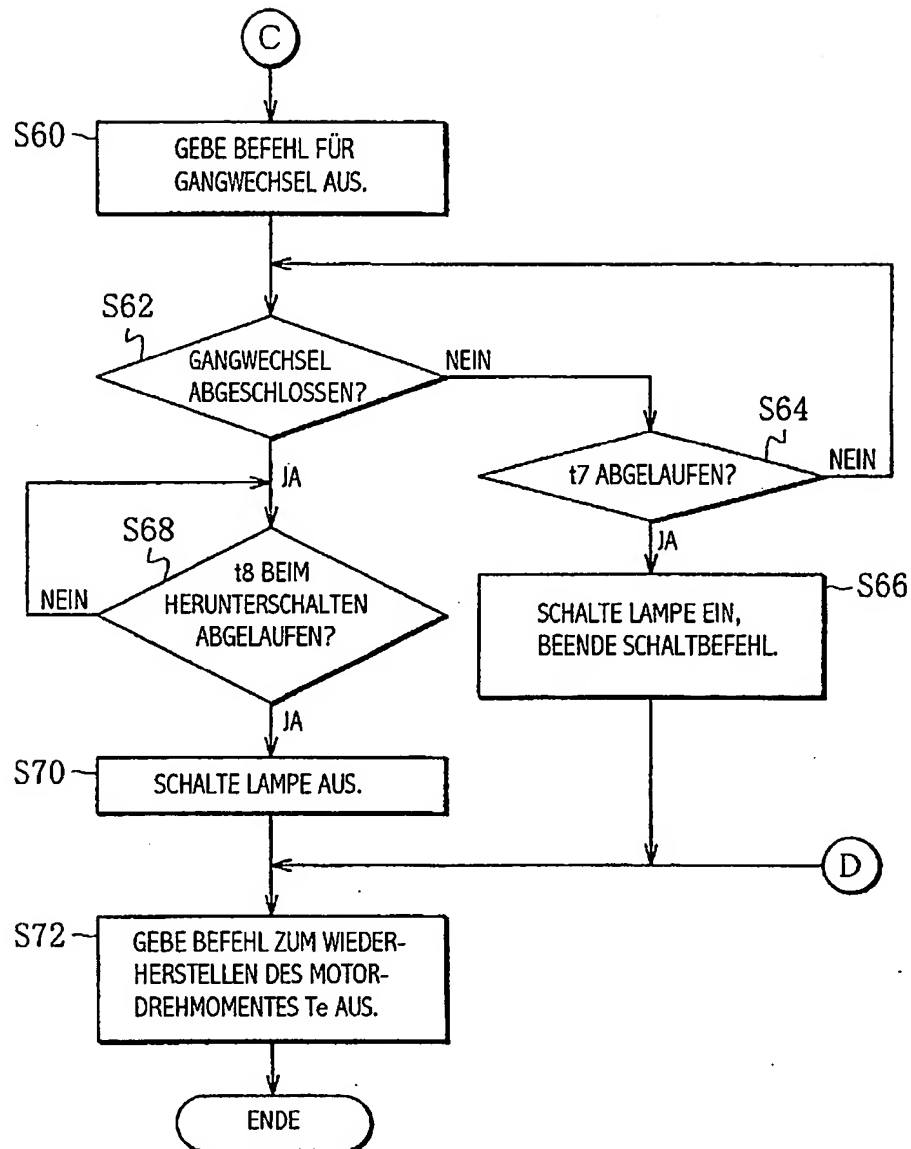 C
S60
GEBE BEFEHL FÜR
GANGWECHSEL AUS.
S62
GANGWECHSEL
ABGESCHLOSSEN?
NEIN
S64
t7 ABGELAUFEN?
NEIN
JA
JA
S68
t8 BEIM
HERUNTERSCHALTEN
ABGELAUFEN?
NEIN
S66
SCHALTE LAMPE EIN,
BEENDE SCHALTBEFEHL.
JA
S70
SCHALTE LAMPE AUS.
D
S72
GEBE BEFEHL ZUM WIEDER-
HERSTELLEN DES MOTOR-
DREHMOMENTES Te AUS.
ENDE